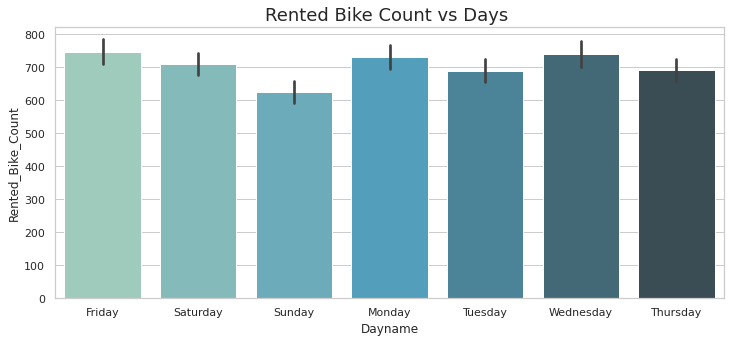 Rented Bike Count vs Days
Rented_Bike_Count
800
700
600
500
400
300
200
100
0
Friday Saturday Sunday Monday Tuesday Wednesday Thursday
Dayname